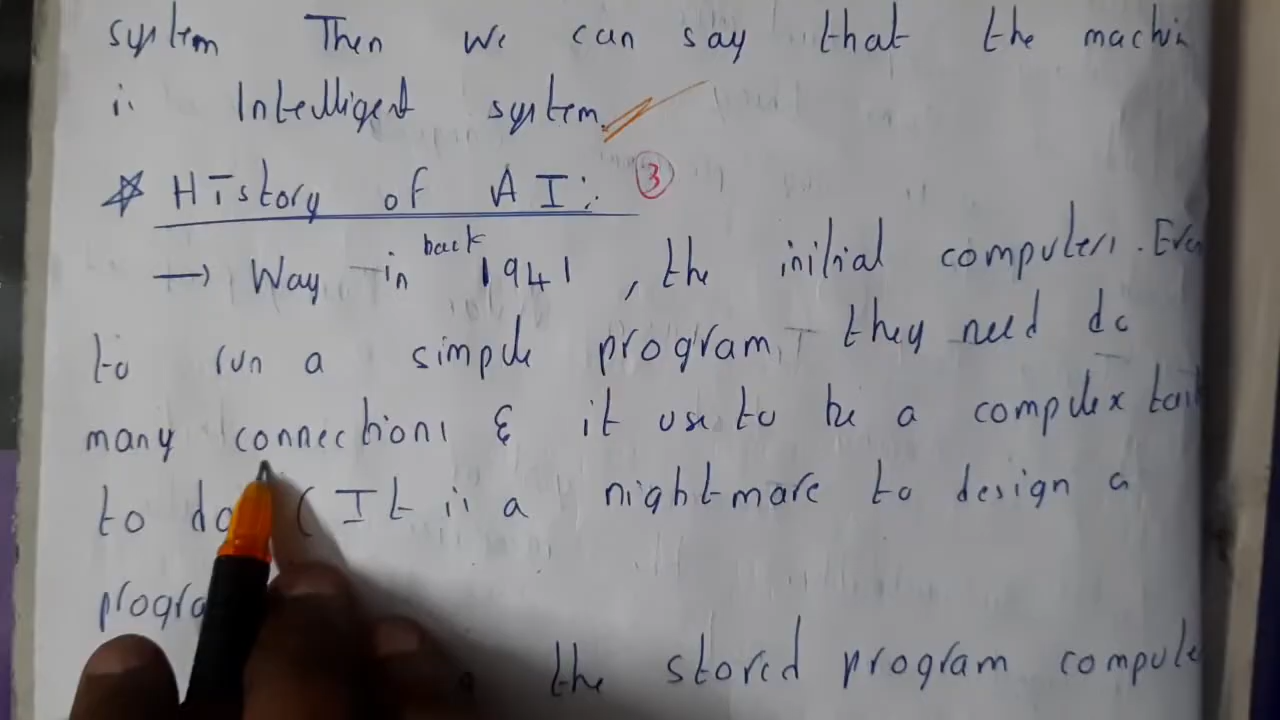 system Then we can say that the machin
is Intelligent system.
* History of AI:. 3
→ Way in back 1941, the initial computers. Even
to run a simple program, they need do
many connections & it use to be a complex task
to do (It is a nightmare to design a
progra
the stored program compute